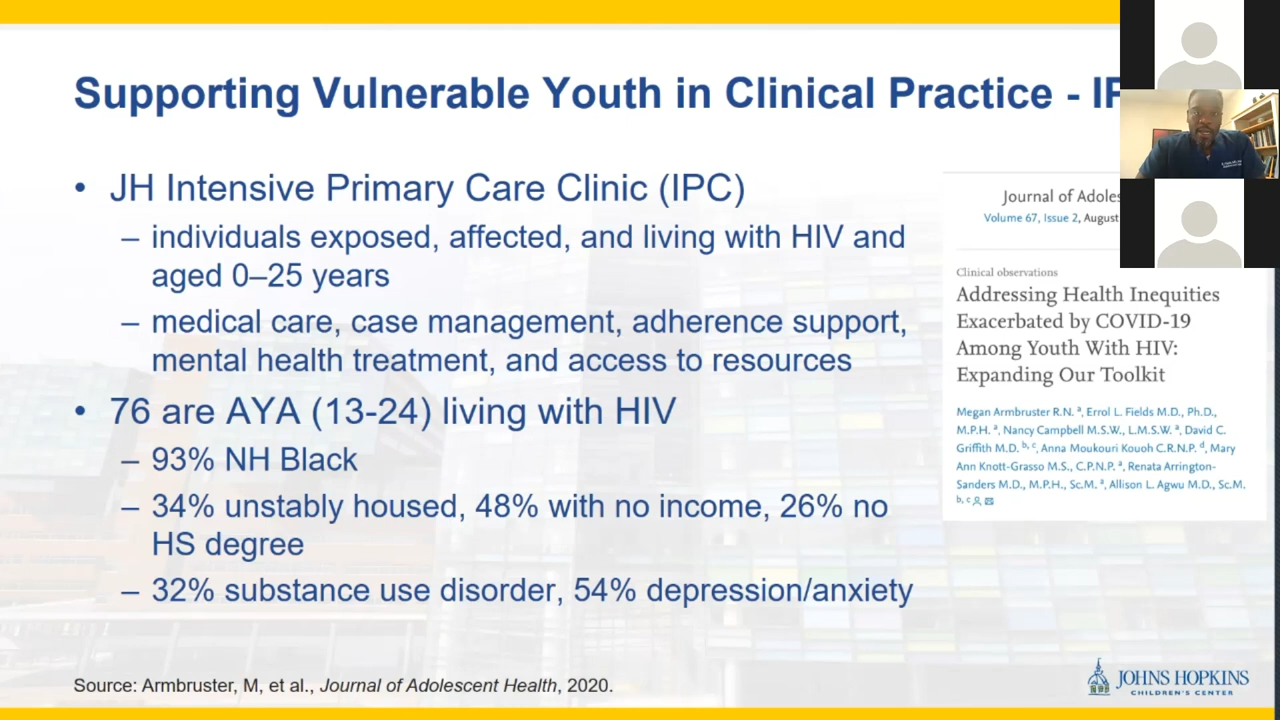 Supporting Vulnerable Youth in Clinical Practice -
• JH Intensive Primary Care Clinic (IPC)
– individuals exposed, affected, and living with HIV and
aged 0–25 years
– medical care, case management, adherence support,
mental health treatment, and access to resources
• 76 are AYA (13-24) living with HIV
– 93% NH Black
– 34% unstably housed, 48% with no income, 26% no
HS degree
– 32% substance use disorder, 54% depression/anxiety
Journal of
Volume 67, Issue 2, August
Clinical observations
Addressing Health Inequities
Exacerbated by COVID-19
Among Youth With HIV:
Expanding Our Toolkit
Megan Armbruster R.N. a, Errol L. Fields M.D., Ph.D.,
M.P.H. a, Nancy Campbell M.S.W., L.M.S.W. a, David C.
Griffith M.D. b, c, Anna Moukouri Kouoh C.R.N.P. d, Mary
Ann Knott-Grasso M.S., C.P.N.P. a, Renata Arrington-
Sanders M.D., M.P.H., Sc.M. a, Allison L. Agwu M.D., Sc.M.
b, c
Source: Armbruster, M, et al., Journal of Adolescent Health, 2020.
JOHNS HOPKINS
CHILDREN'S CENTER